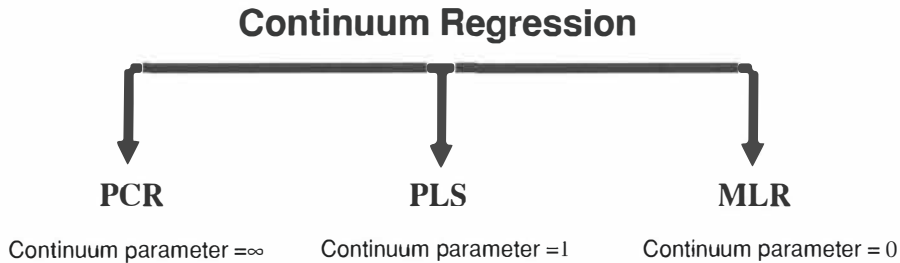 Continuum Regression
PCR PLS MLR
Continuum parameter =∞ Continuum parameter =1 Continuum parameter = 0